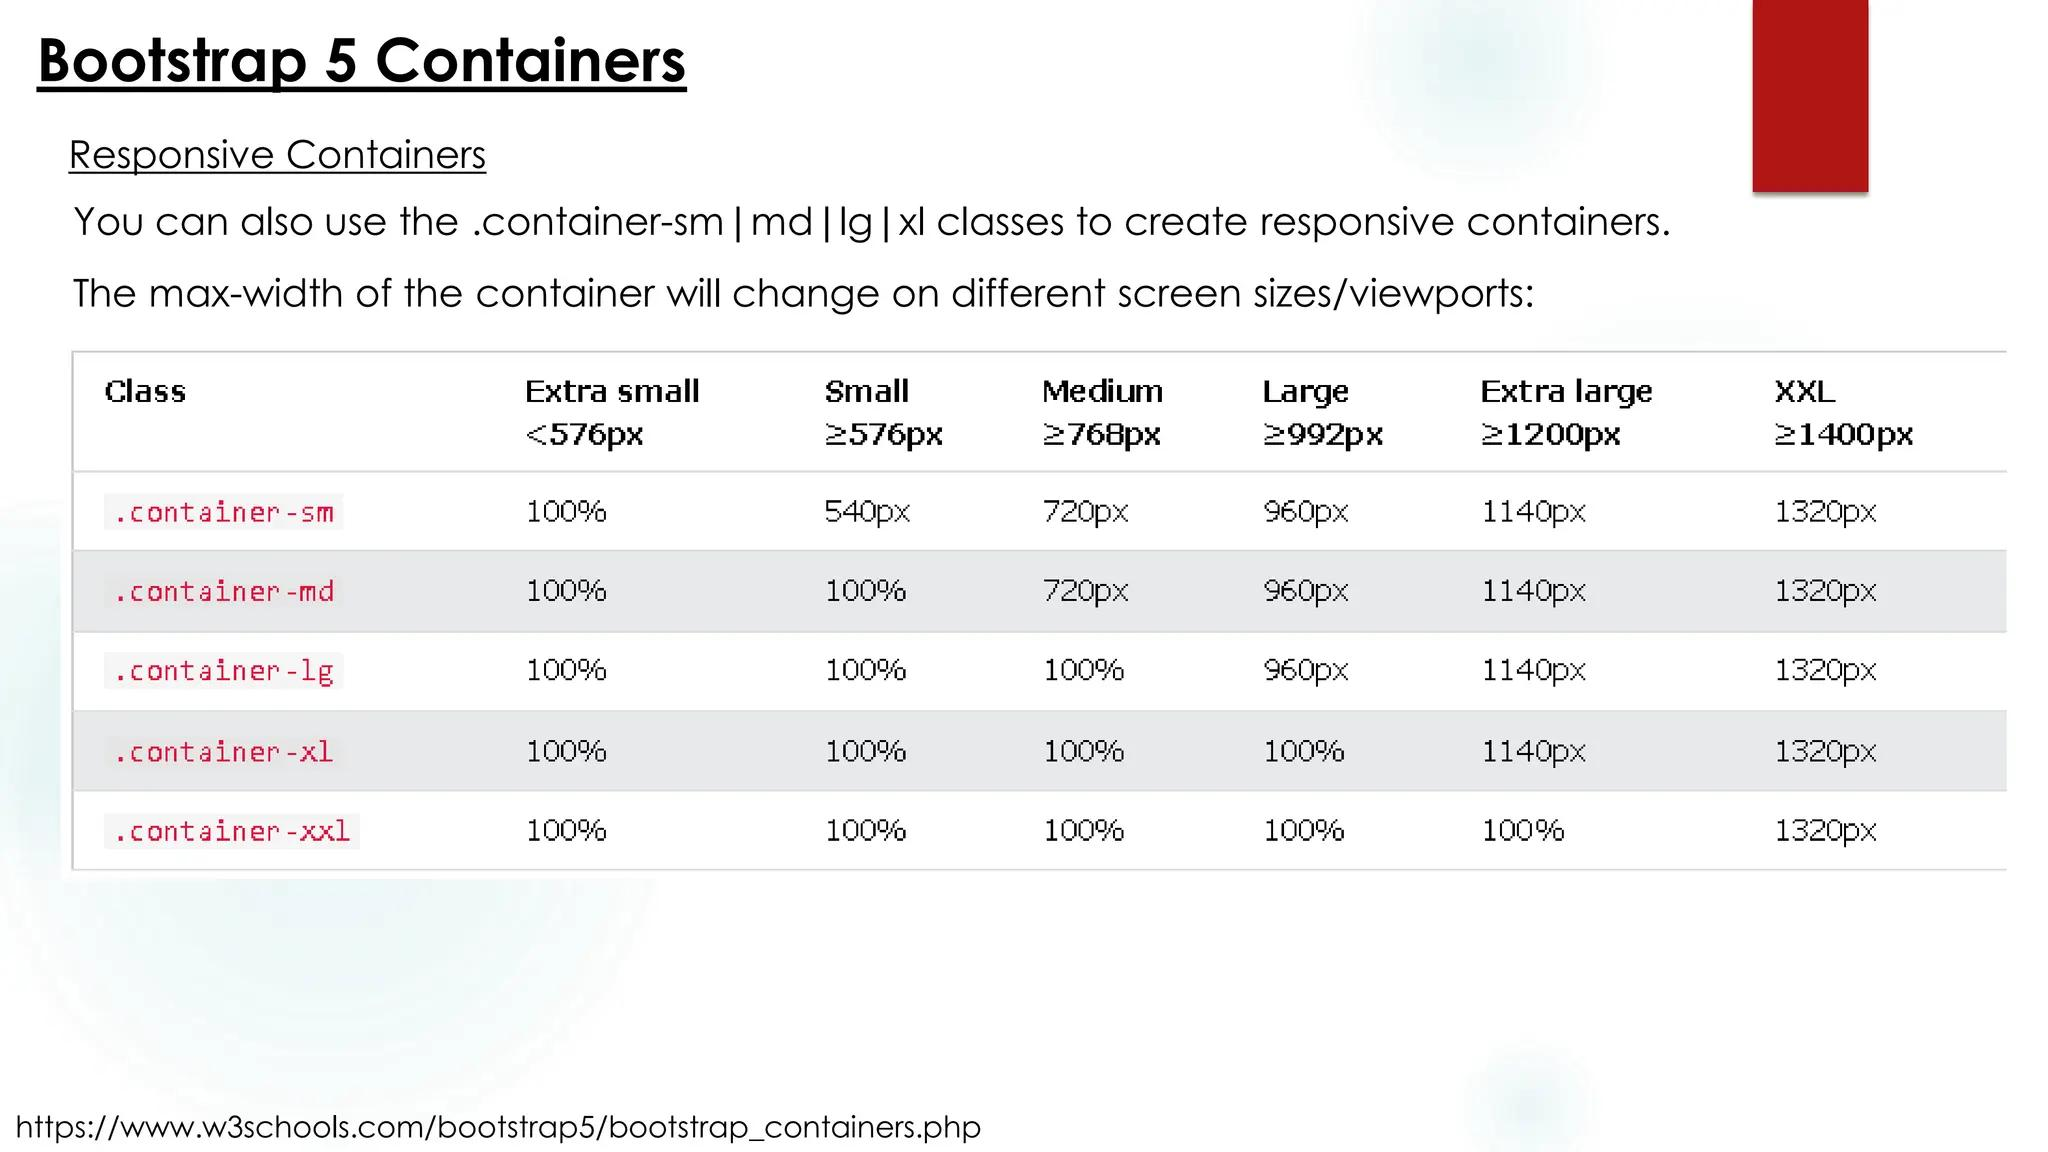 Bootstrap 5 Containers
Responsive Containers
You can also use the .container-sm|md|lg|xl classes to create responsive containers.
The max-width of the container will change on different screen sizes/viewports:
Class Extra small Small Medium Large Extra large XXL
<576px ≥576px ≥768px ≥992px ≥1200px ≥1400px
.container-sm 100% 540px 720px 960px 1140px 1320px
.container-md 100% 100% 720px 960px 1140px 1320px
.container-lg 100% 100% 100% 960px 1140px 1320px
.container-xl 100% 100% 100% 100% 1140px 1320px
.container-xxl 100% 100% 100% 100% 100% 1320px
https://www.w3schools.com/bootstrap5/bootstrap_containers.php